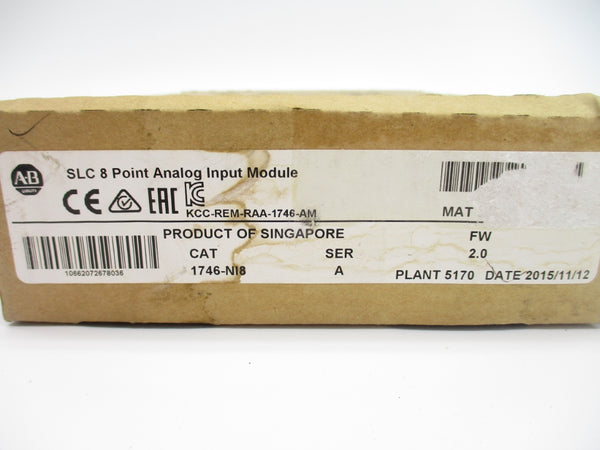 A-B
QUALITY
SLC 8 Point Analog Input Module
CE EAC
KCC-REM-RAA-1746-AM
MAT
PRODUCT OF SINGAPORE FW
CAT SER 2.0
1746-NI8 A PLANT 5170 DATE 2015/11/12
10662072678036